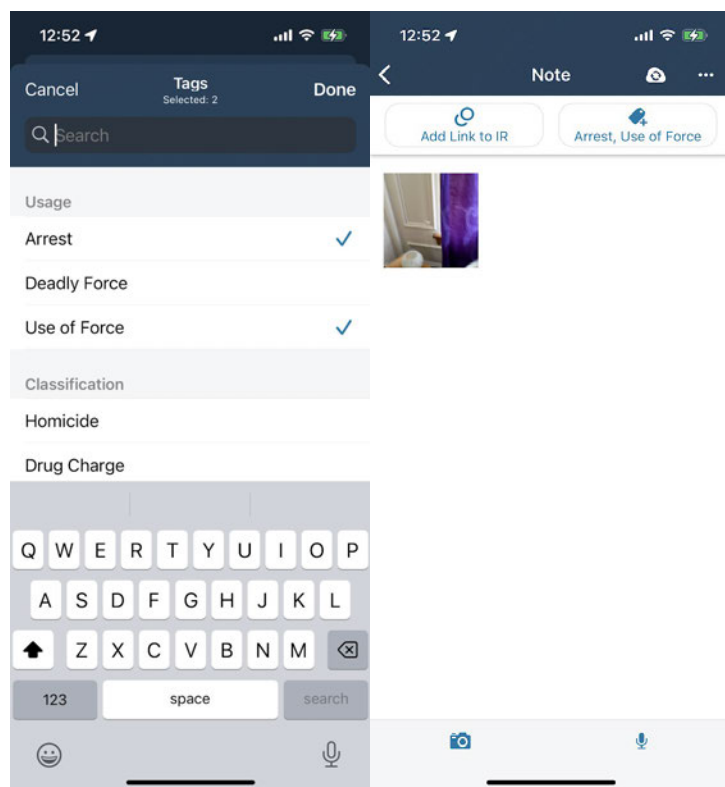 12:52
Cancel
Tags
Selected: 2
Done
Search
Usage
Arrest
Deadly Force
Use of Force
Classification
Homicide
Drug Charge
Q W E R T Y U I O P
A S D F G H J K L
Z X C V B N M
123 space search
12:52
Note
Add Link to IR
Arrest, Use of Force